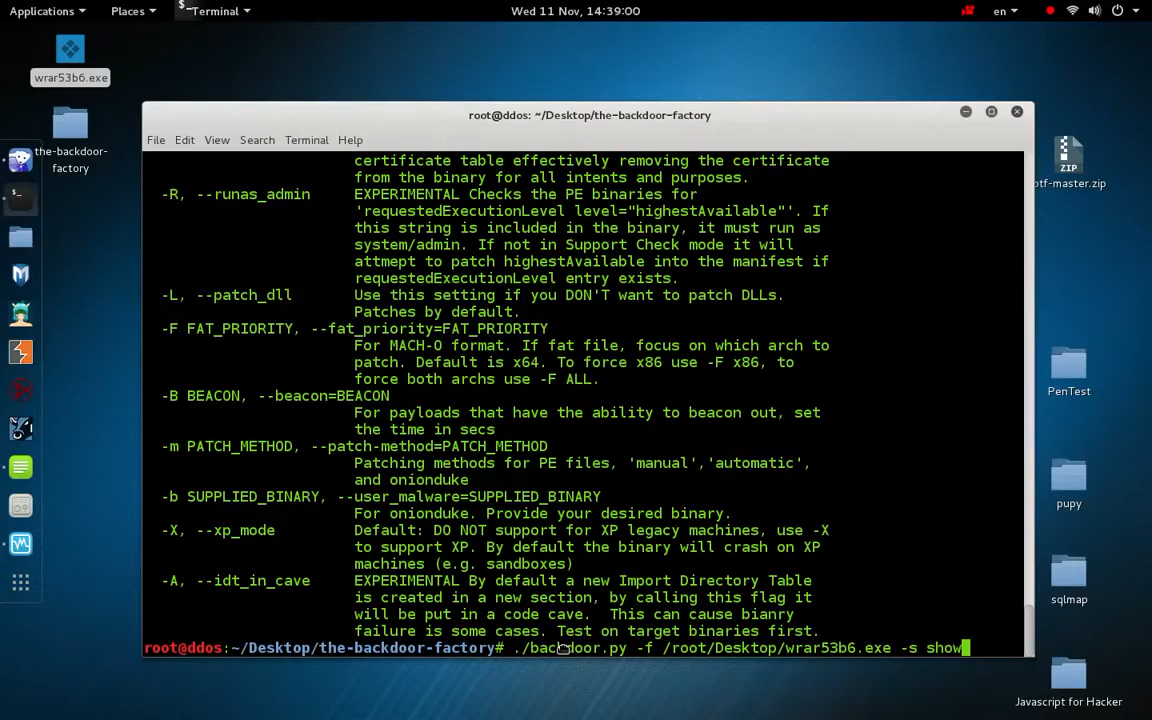 Applications Places Terminal Wed 11 Nov, 14:39:00 en
wrar53b6.exe
the-backdoor-
factory
root@ddos: ~/Desktop/the-backdoor-factory
File Edit View Search Terminal Help
certificate table effectively removing the certificate
from the binary for all intents and purposes.
-R, --runas_admin EXPERIMENTAL Checks the PE binaries for
'requestedExecutionLevel level="highestAvailable"'. If
this string is included in the binary, it must run as
system/admin. If not in Support Check mode it will
attmept to patch highestAvailable into the manifest if
requestedExecutionLevel entry exists.
-L, --patch_dll Use this setting if you DON'T want to patch DLLs.
Patches by default.
-F FAT_PRIORITY, --fat_priority=FAT_PRIORITY
For MACH-O format. If fat file, focus on which arch to
patch. Default is x64. To force x86 use -F x86, to
force both archs use -F ALL.
-B BEACON, --beacon=BEACON
For payloads that have the ability to beacon out, set
the time in secs
-m PATCH_METHOD, --patch-method=PATCH_METHOD
Patching methods for PE files, 'manual','automatic',
and onionduke
-b SUPPLIED_BINARY, --user_malware=SUPPLIED_BINARY
For onionduke. Provide your desired binary.
-X, --xp_mode Default: DO NOT support for XP legacy machines, use -X
to support XP. By default the binary will crash on XP
machines (e.g. sandboxes)
-A, --idt_in_cave EXPERIMENTAL By default a new Import Directory Table
is created in a new section, by calling this flag it
will be put in a code cave. This can cause bianry
failure is some cases. Test on target binaries first.
root@ddos:~/Desktop/the-backdoor-factory# ./backdoor.py -f /root/Desktop/wrar53b6.exe -s show
ZIP
ptf-master.zip
PenTest
pupy
sqlmap
Javascript for Hacker